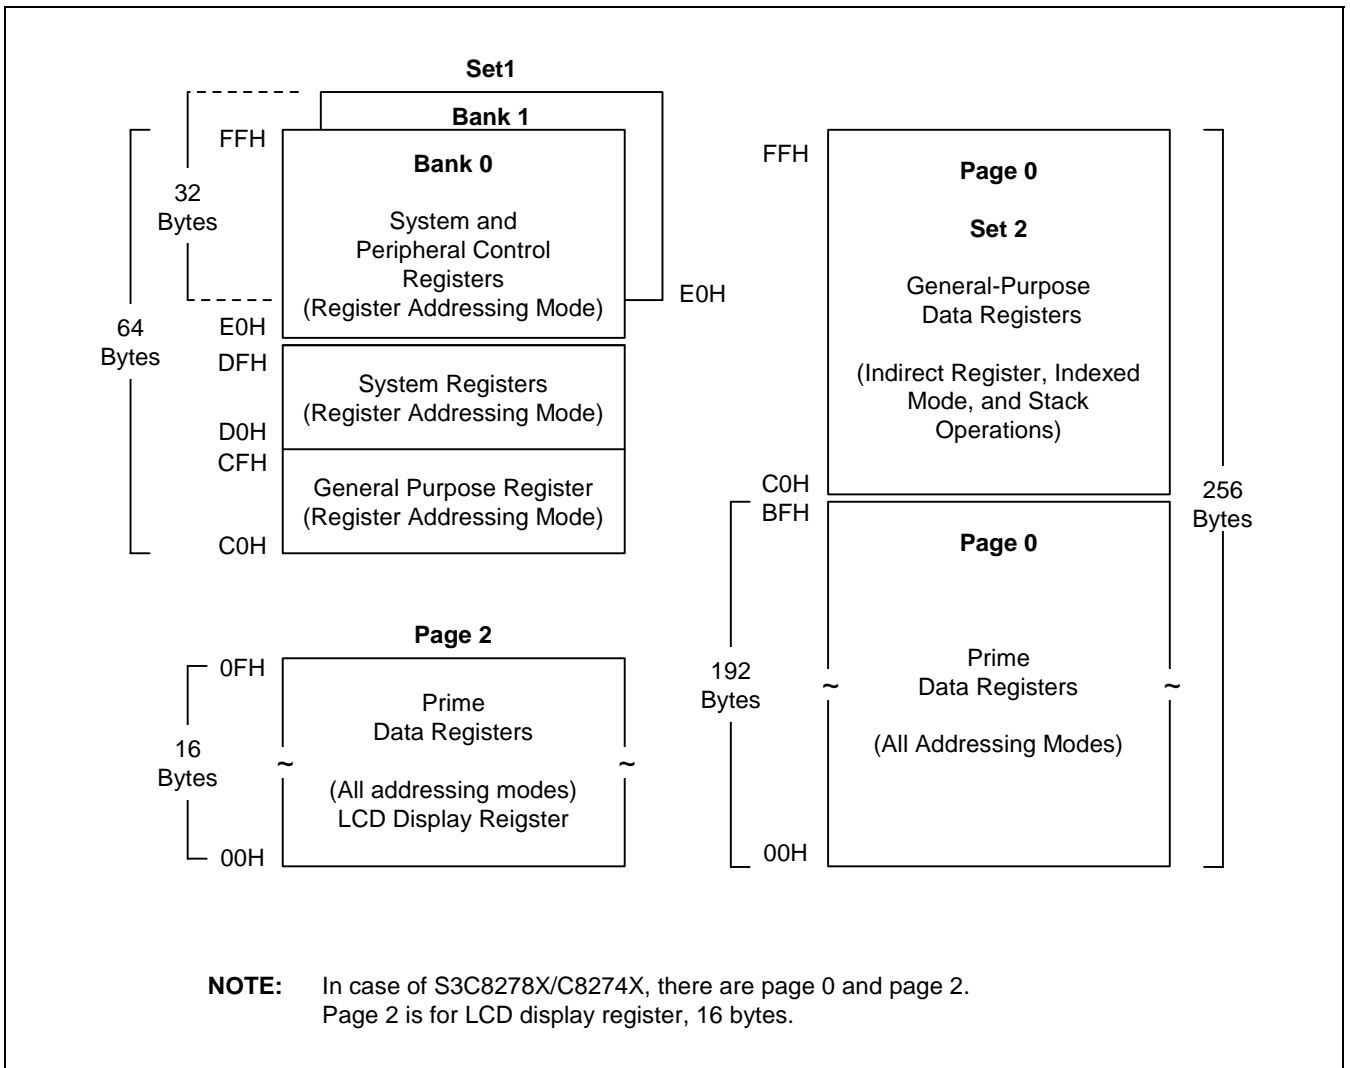 Set1
Bank 1
FFH
Bank 0
32
Bytes
System and
Peripheral Control
Registers
(Register Addressing Mode)
E0H
E0H
64
Bytes
DFH
System Registers
(Register Addressing Mode)
D0H
CFH
General Purpose Register
(Register Addressing Mode)
C0H
FFH
Page 0
Set 2
General-Purpose
Data Registers
(Indirect Register, Indexed
Mode, and Stack
Operations)
C0H
BFH
256
Bytes
Page 0
192
Bytes
~
Prime
Data Registers
~
(All Addressing Modes)
00H
Page 2
0FH
Prime
Data Registers
16
Bytes
~
~
(All addressing modes)
LCD Display Reigster
00H
NOTE: In case of S3C8278X/C8274X, there are page 0 and page 2.
Page 2 is for LCD display register, 16 bytes.